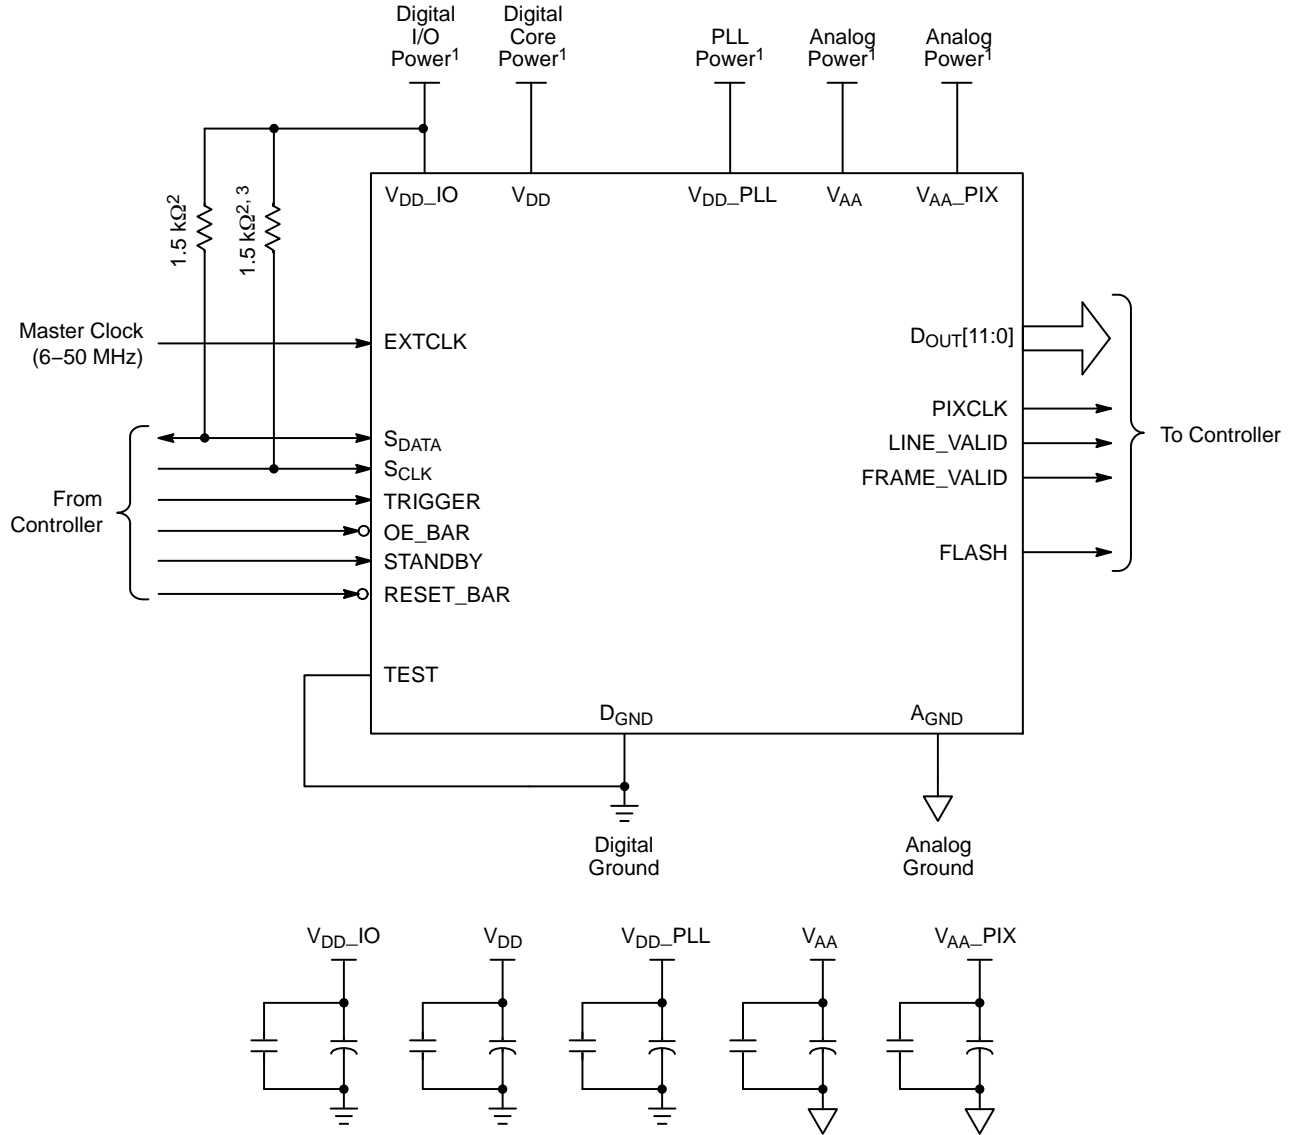 Digital
I/O
Power1
Digital
Core
Power1
PLL
Power1
Analog
Power1
Analog
Power1
VDD_IO
VDD
VDD_PLL
VAA
VAA_PIX
1.5 kΩ2
1.5 kΩ2, 3
Master Clock
(6–50 MHz)
EXTCLK
DOUT[11:0]
PIXCLK
LINE_VALID
FRAME_VALID
FLASH
To Controller
From
Controller
SDATA
SCLK
TRIGGER
OE_BAR
STANDBY
RESET_BAR
TEST
DGND
AGND
Digital
Ground
Analog
Ground
VDD_IO
VDD
VDD_PLL
VAA
VAA_PIX